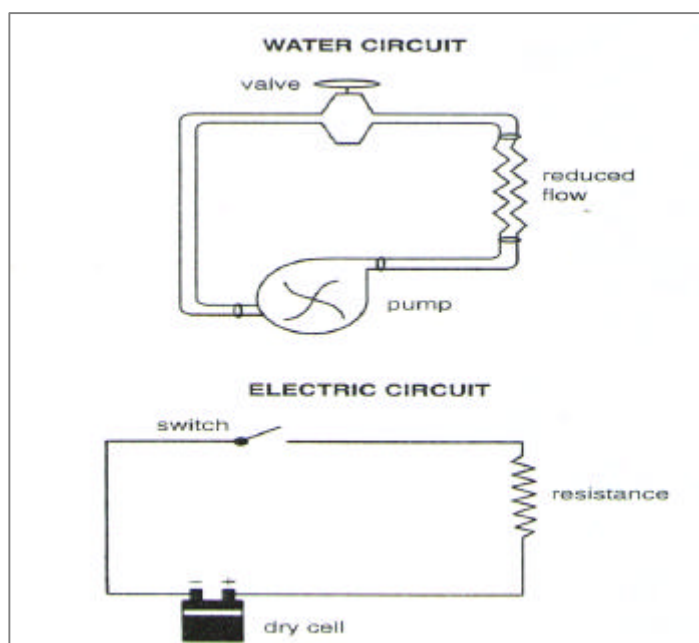 WATER CIRCUIT
valve
reduced
flow
pump
ELECTRIC CIRCUIT
switch
resistance
− +
dry cell